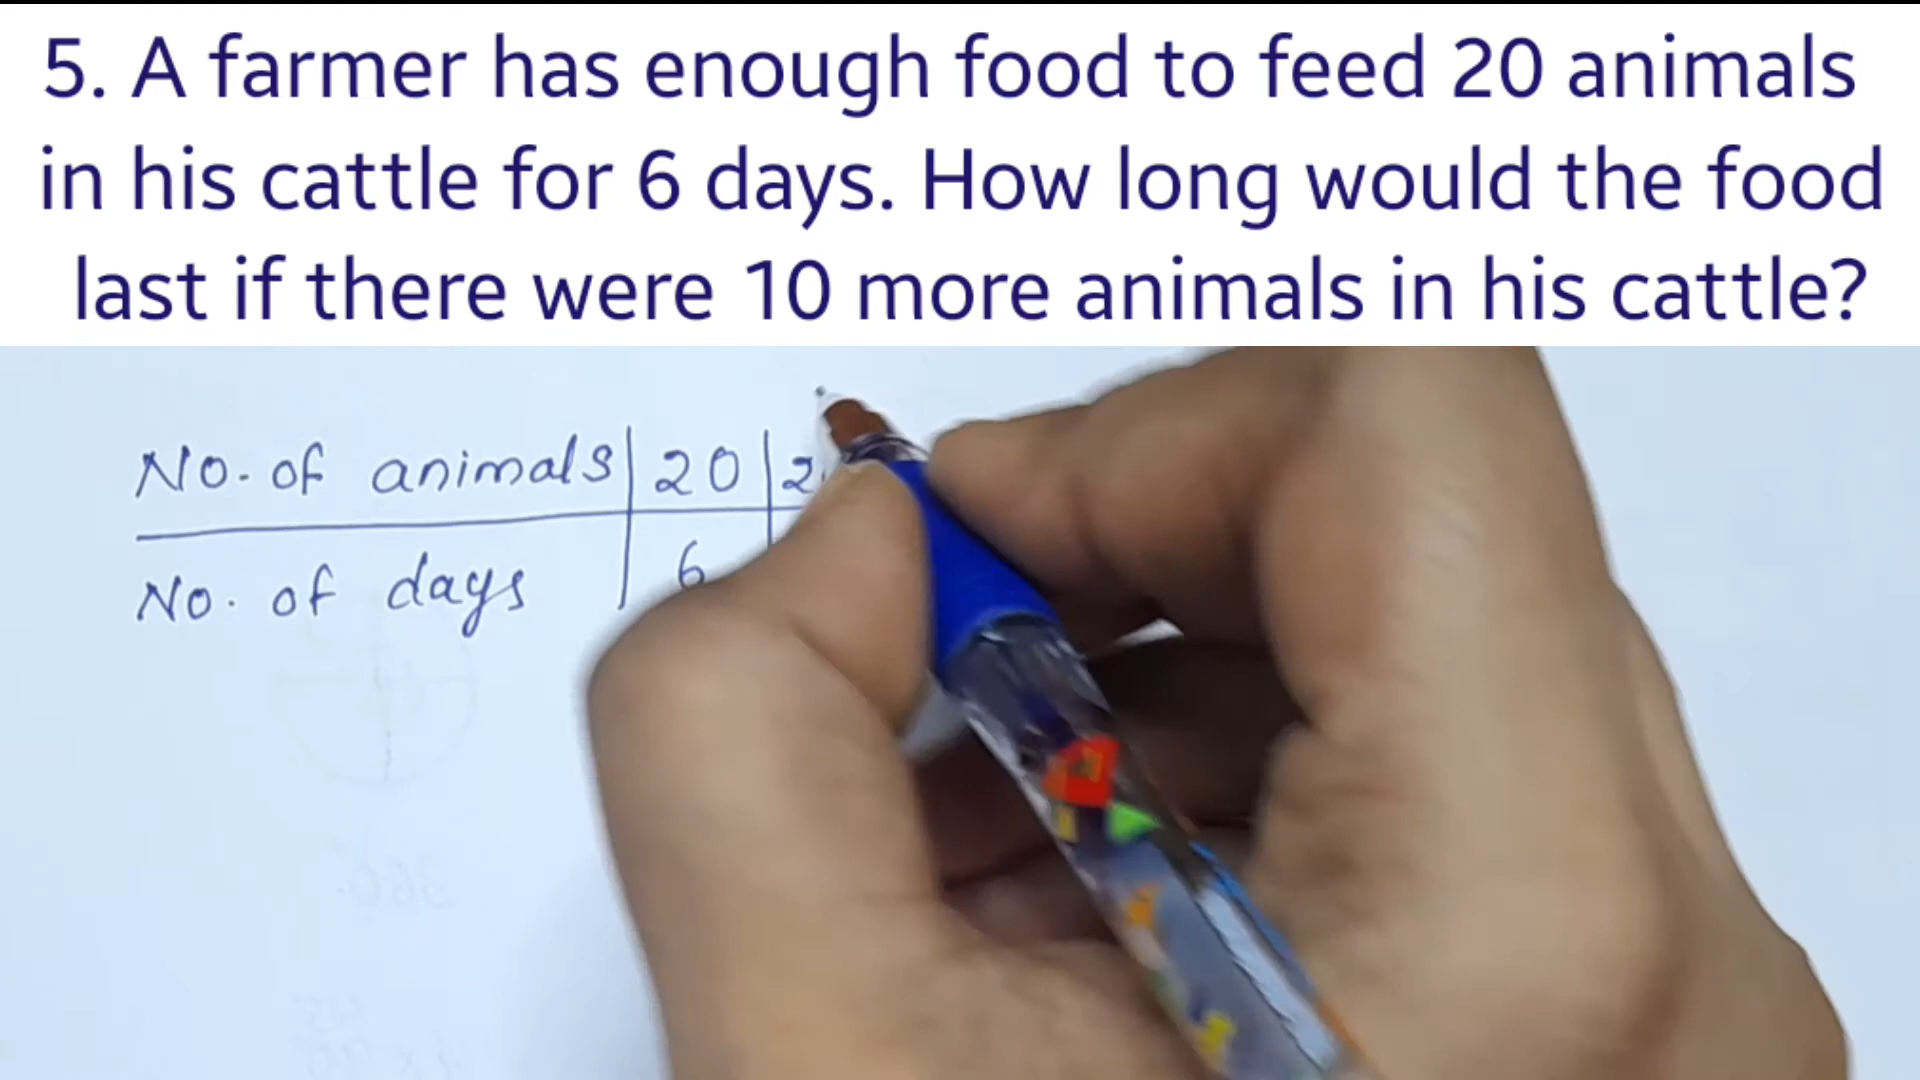 5. A farmer has enough food to feed 20 animals
in his cattle for 6 days. How long would the food
last if there were 10 more animals in his cattle?
No. of animals 20 2
No. of days 6